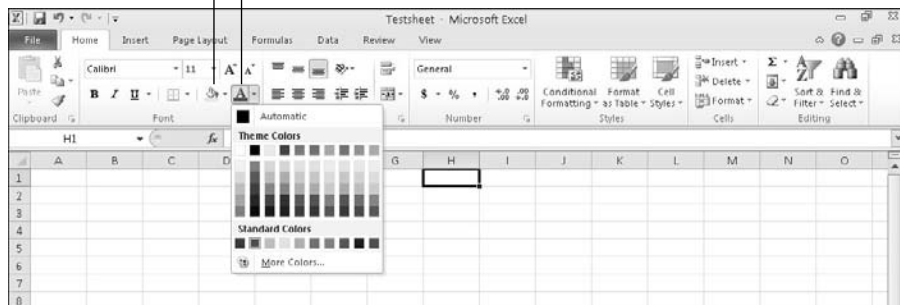 Testsheet - Microsoft Excel
File Home Insert Page Layout Formulas Data Review View
Calibri 11 A A General Insert Σ
Paste Delete
B I U A $ % , .0 .00 Conditional Format Cell Format Sort & Find &
Formatting as Table Styles Filter Select
Clipboard Font Number Styles Cells Editing
H1 fx
Automatic
Theme Colors
Standard Colors
More Colors...
A B C D G H I J K L M N O
1
2
3
4
5
6
7
8